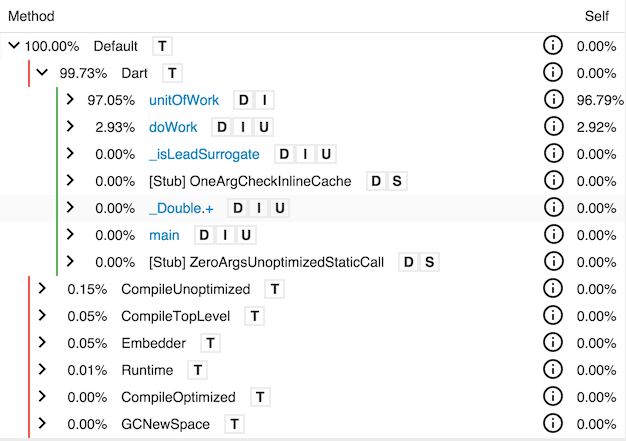 Method Self
100.00% Default T 0.00%
99.73% Dart T 0.00%
97.05% unitOfWork D I 96.79%
2.93% doWork D I U 2.92%
0.00% _isLeadSurrogate D I U 0.00%
0.00% [Stub] OneArgCheckInlineCache D S 0.00%
0.00% _Double.+ D I U 0.00%
0.00% main D I U 0.00%
0.00% [Stub] ZeroArgsUnoptimizedStaticCall D S 0.00%
0.15% CompileUnoptimized T 0.00%
0.05% CompileTopLevel T 0.00%
0.05% Embedder T 0.00%
0.01% Runtime T 0.00%
0.00% CompileOptimized T 0.00%
0.00% GCNewSpace T 0.00%